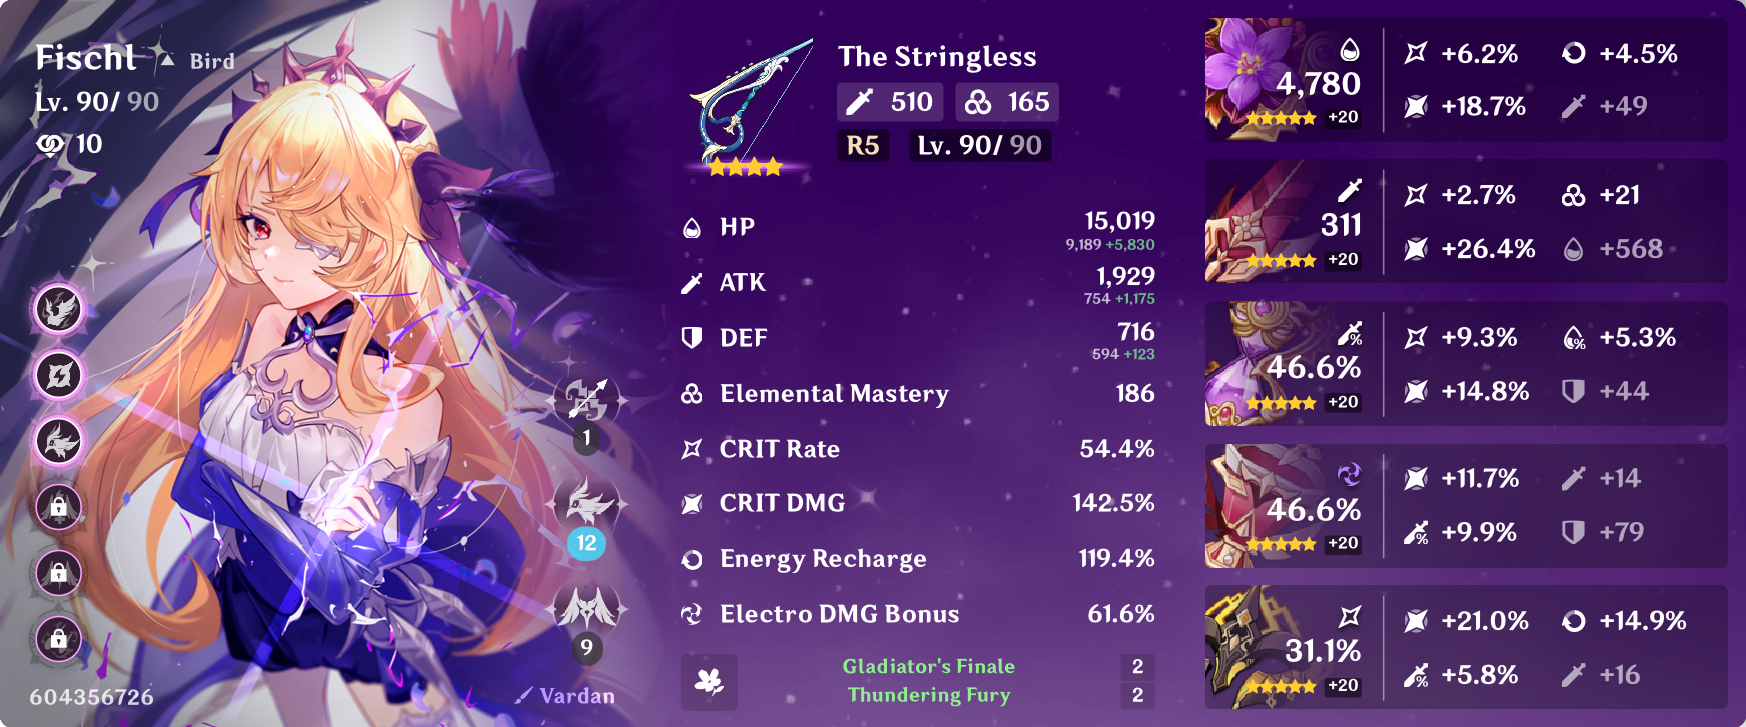 Fischl Bird
Lv. 90/ 90
10
1
12
9
604356726
Vardan
The Stringless
510 165
R5 Lv. 90/ 90
HP 15,019
9,189 +5,830
ATK 1,929
754 +1,175
DEF 716
594 +123
Elemental Mastery 186
CRIT Rate 54.4%
CRIT DMG 142.5%
Energy Recharge 119.4%
Electro DMG Bonus 61.6%
Gladiator's Finale 2
Thundering Fury 2
4,780
+20
+6.2% +4.5%
+18.7% +49
311
+20
+2.7% +21
+26.4% +568
46.6%
+20
+9.3% +5.3%
+14.8% +44
46.6%
+20
+11.7% +14
+9.9% +79
31.1%
+20
+21.0% +14.9%
+5.8% +16